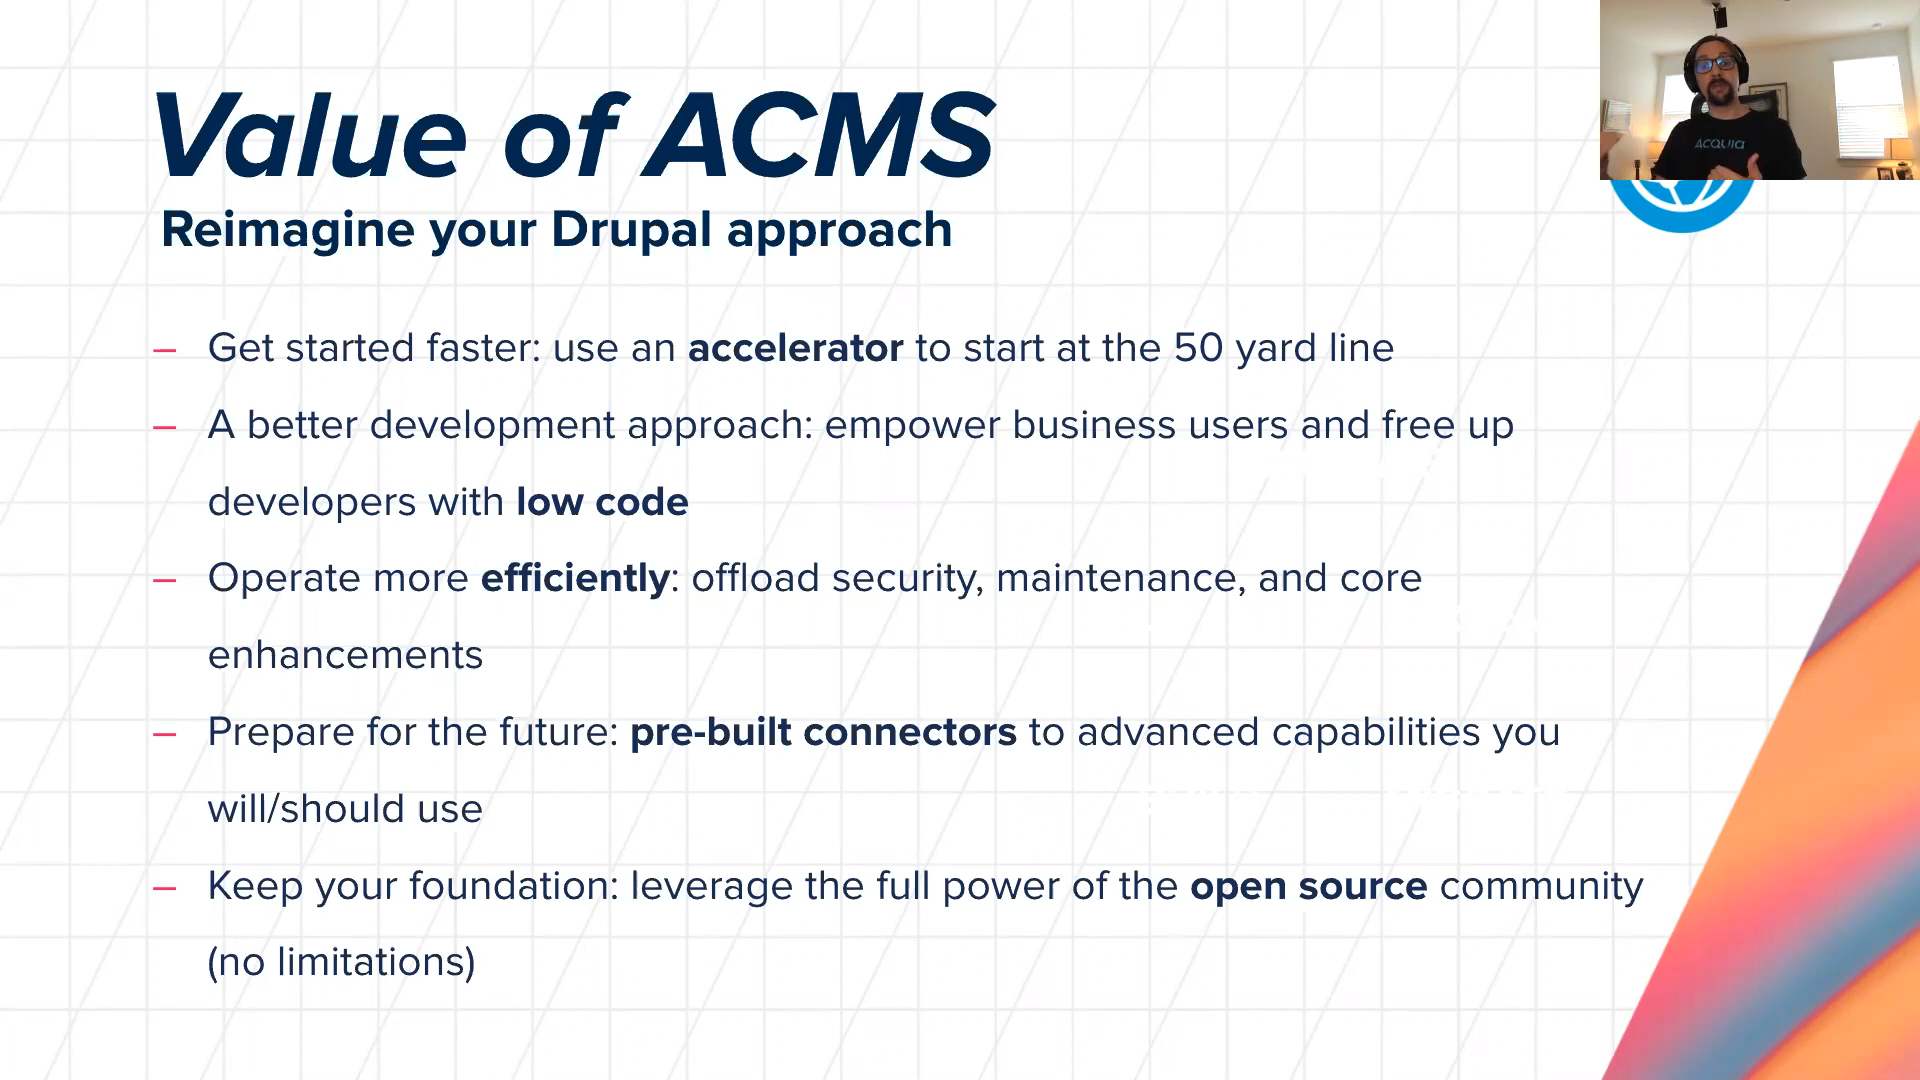 Value of ACMS
Reimagine your Drupal approach
– Get started faster: use an accelerator to start at the 50 yard line
– A better development approach: empower business users and free up
developers with low code
– Operate more efficiently: offload security, maintenance, and core
enhancements
– Prepare for the future: pre-built connectors to advanced capabilities you
will/should use
– Keep your foundation: leverage the full power of the open source community
(no limitations)
ACQUIA